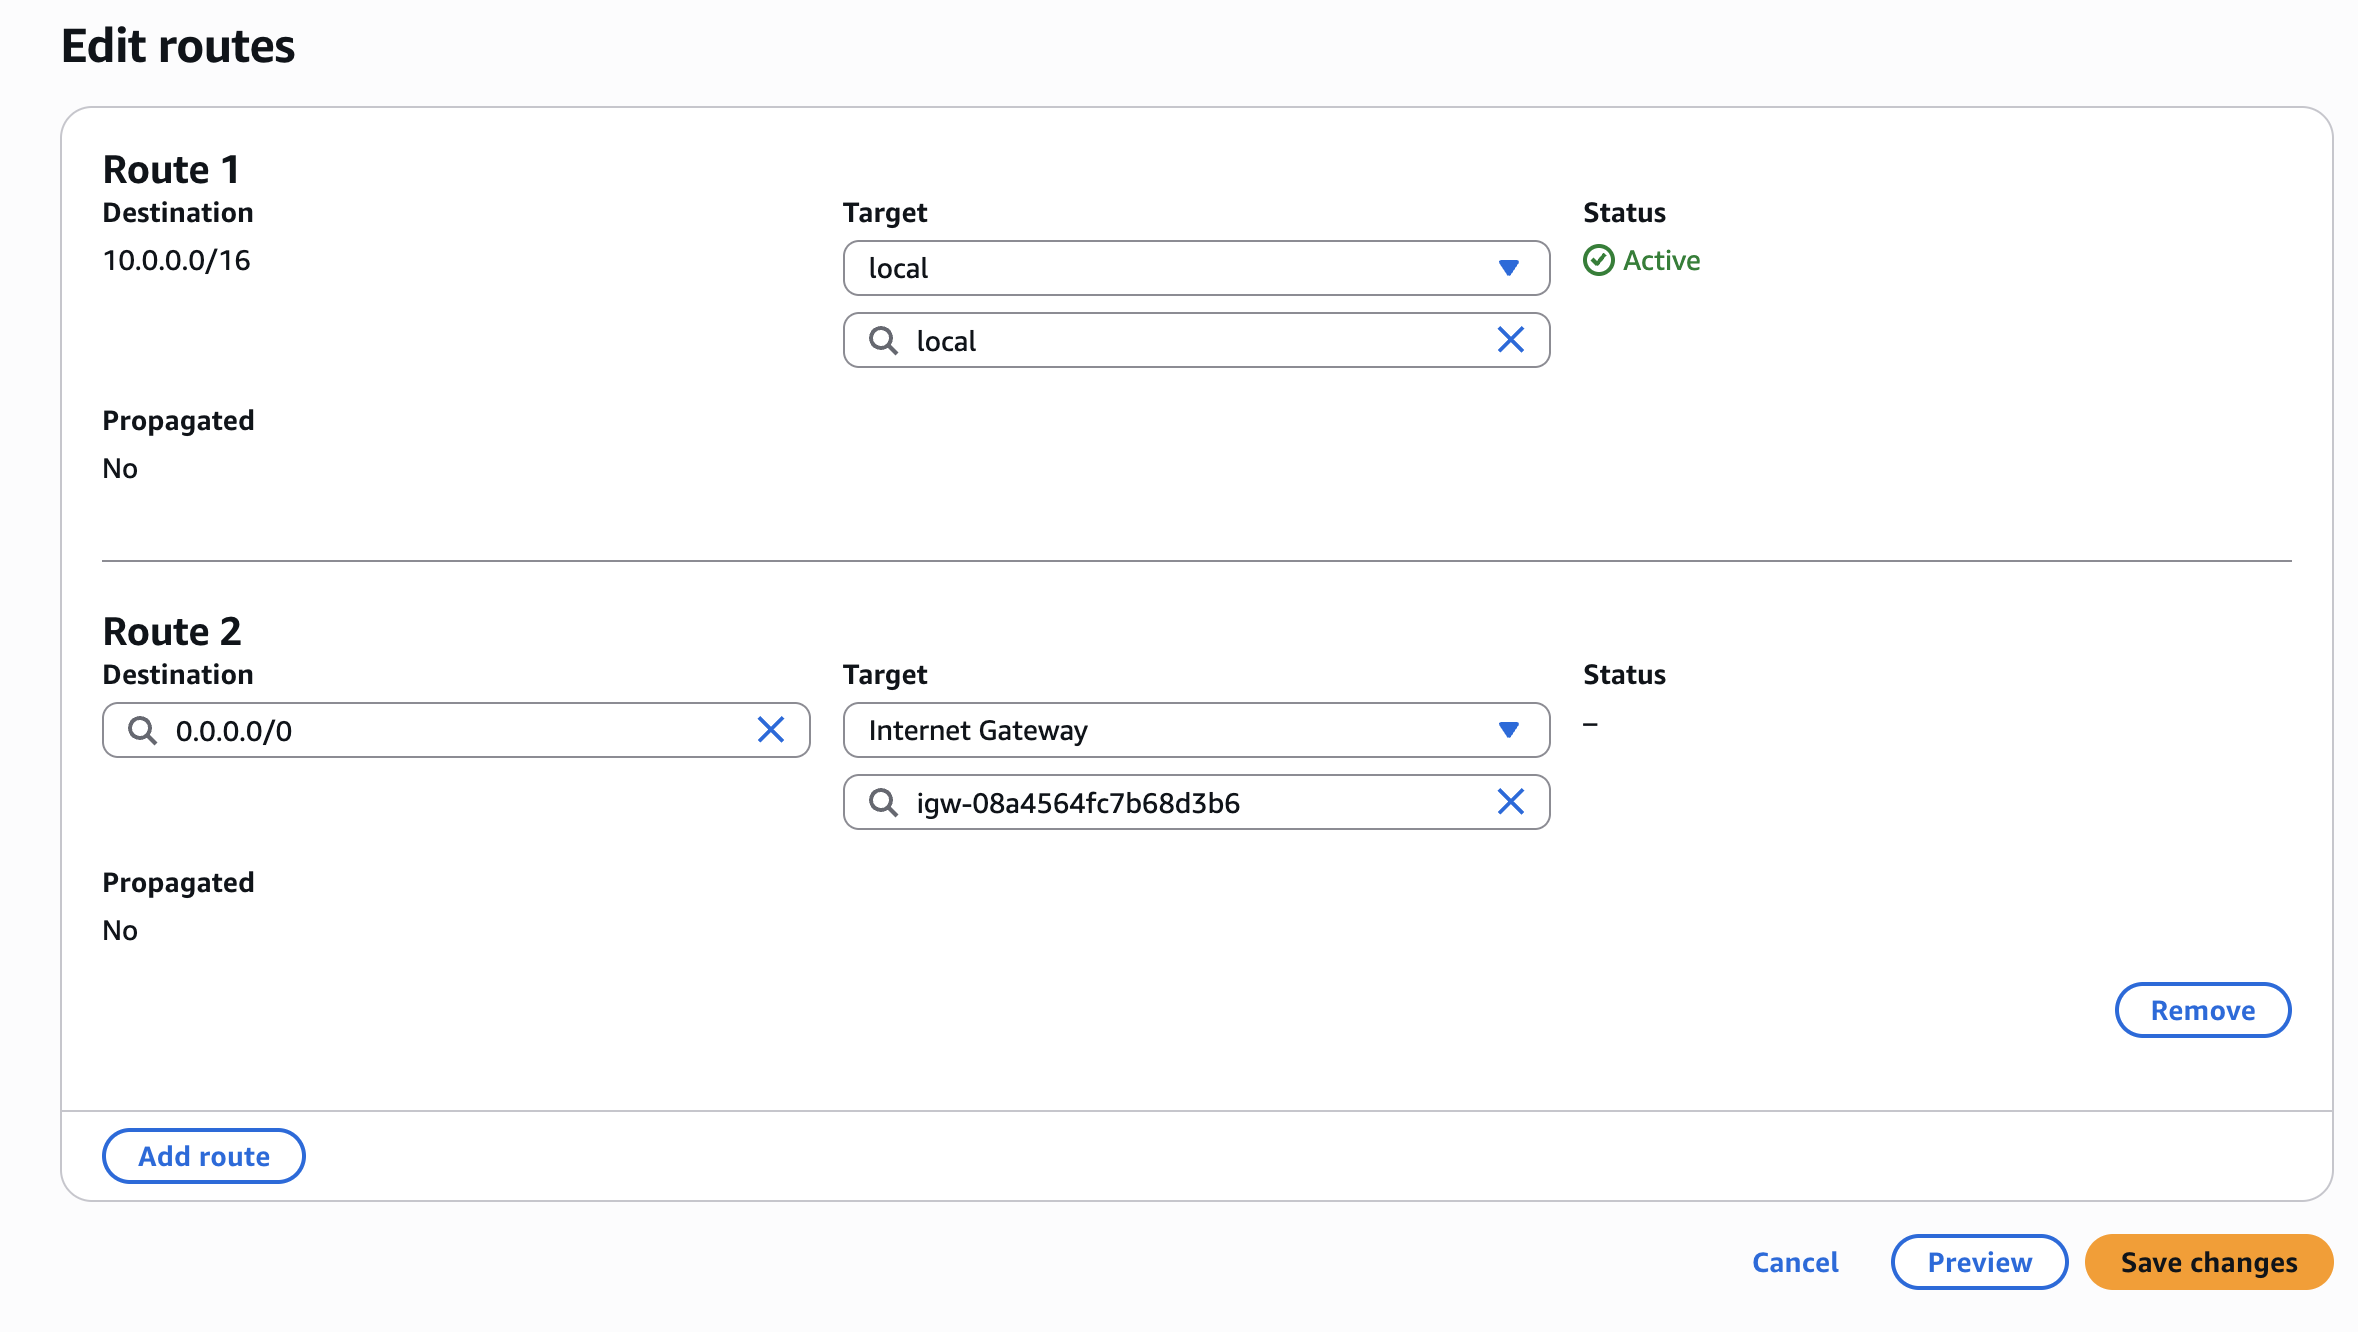 Edit routes
Route 1
Destination
10.0.0.0/16
Target
local
local
Status
Active
Propagated
No
Route 2
Destination
0.0.0.0/0
Target
Internet Gateway
igw-08a4564fc7b68d3b6
Status
–
Propagated
No
Remove
Add route
Cancel
Preview
Save changes